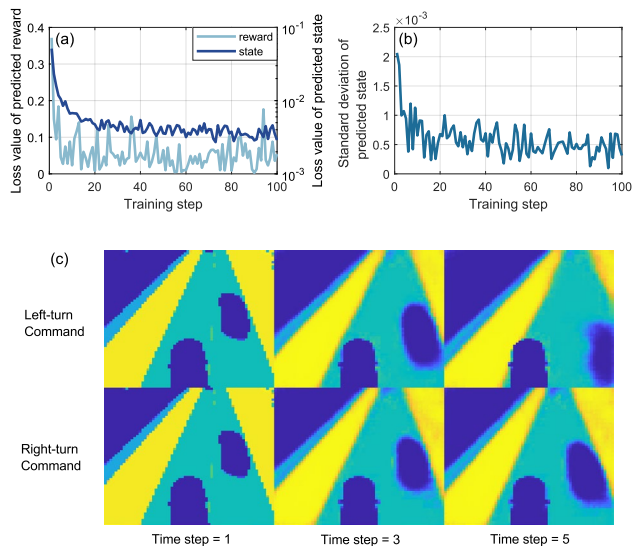 (a)
reward
state
Loss value of predicted reward
0.4
0.3
0.2
0.1
0
0
20
40
60
80
100
Training step
10^-1
10^-2
10^-3
Loss value of predicted state
(b)
×10^-3
2.5
2
1.5
1
0.5
0
0
20
40
60
80
100
Training step
Standard deviation of
predicted state
(c)
Left-turn
Command
Right-turn
Command
Time step = 1
Time step = 3
Time step = 5